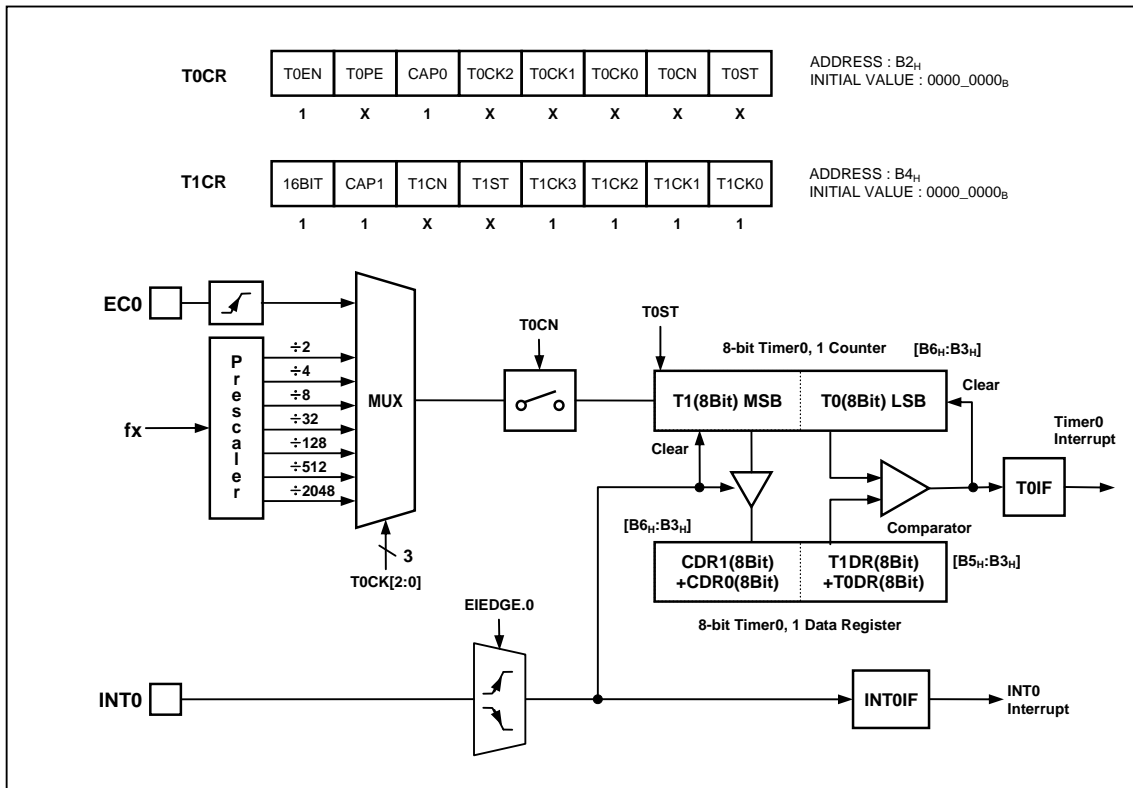 T0CR T0EN T0PE CAP0 T0CK2 T0CK1 T0CK0 T0CN T0ST
ADDRESS : B2H
INITIAL VALUE : 0000_0000B
1 X 1 X X X X X
T1CR 16BIT CAP1 T1CN T1ST T1CK3 T1CK2 T1CK1 T1CK0
ADDRESS : B4H
INITIAL VALUE : 0000_0000B
1 1 X X 1 1 1 1
EC0
fx
Prescaler
÷2
÷4
÷8
÷32
÷128
÷512
÷2048
MUX
3
T0CK[2:0]
T0CN
T0ST
8-bit Timer0, 1 Counter
[B6H:B3H]
T1(8Bit) MSB
T0(8Bit) LSB
Clear
Clear
Comparator
T0IF
Timer0
Interrupt
[B6H:B3H]
CDR1(8Bit)
+CDR0(8Bit)
T1DR(8Bit)
+T0DR(8Bit)
[B5H:B3H]
8-bit Timer0, 1 Data Register
EIEDGE.0
INT0
INT0IF
INT0
Interrupt